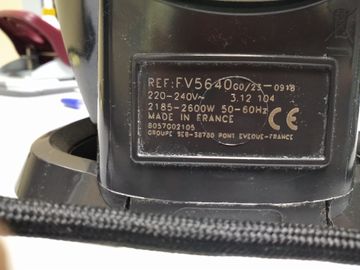 REF:FV5640G0/23-0918
220-240V~ 3.12 104
2185-2600W 50-60Hz
MADE IN FRANCE CE
8057002105
GROUPE SEB-38780 PONT EVEQUE-FRANCE